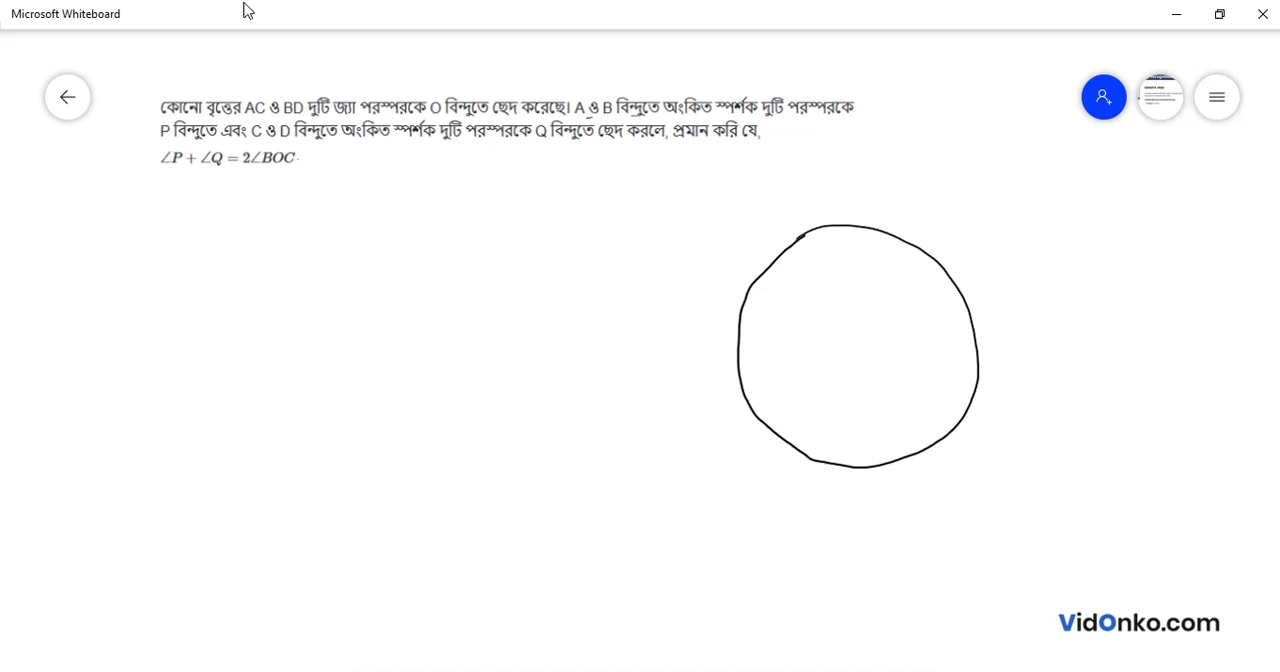 Microsoft Whiteboard
কোনো বৃত্তের AC ও BD দুটি জ্যা পরস্পরকে O বিন্দুতে ছেদ করেছে। A ও B বিন্দুতে অংকিত স্পর্শক দুটি পরস্পরকে
P বিন্দুতে এবং C ও D বিন্দুতে অংকিত স্পর্শক দুটি পরস্পরকে Q বিন্দুতে ছেদ করলে, প্রমান করি যে,
∠P + ∠Q = 2∠BOC
VidOnko.com